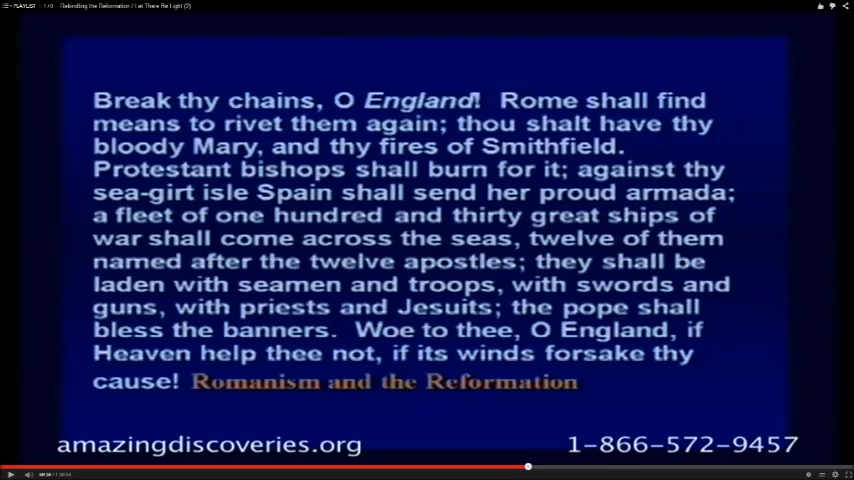 PLAYLIST
Rekindling the Reformation / Let There Be Light (2)
Break thy chains, O England! Rome shall find
means to rivet them again; thou shalt have thy
bloody Mary, and thy fires of Smithfield.
Protestant bishops shall burn for it; against thy
sea-girt isle Spain shall send her proud armada;
a fleet of one hundred and thirty great ships of
war shall come across the seas, twelve of them
named after the twelve apostles; they shall be
laden with seamen and troops, with swords and
guns, with priests and Jesuits; the pope shall
bless the banners. Woe to thee, O England, if
Heaven help thee not, if its winds forsake thy
cause! Romanism and the Reformation
amazingdiscoveries.org 1-866-572-9457